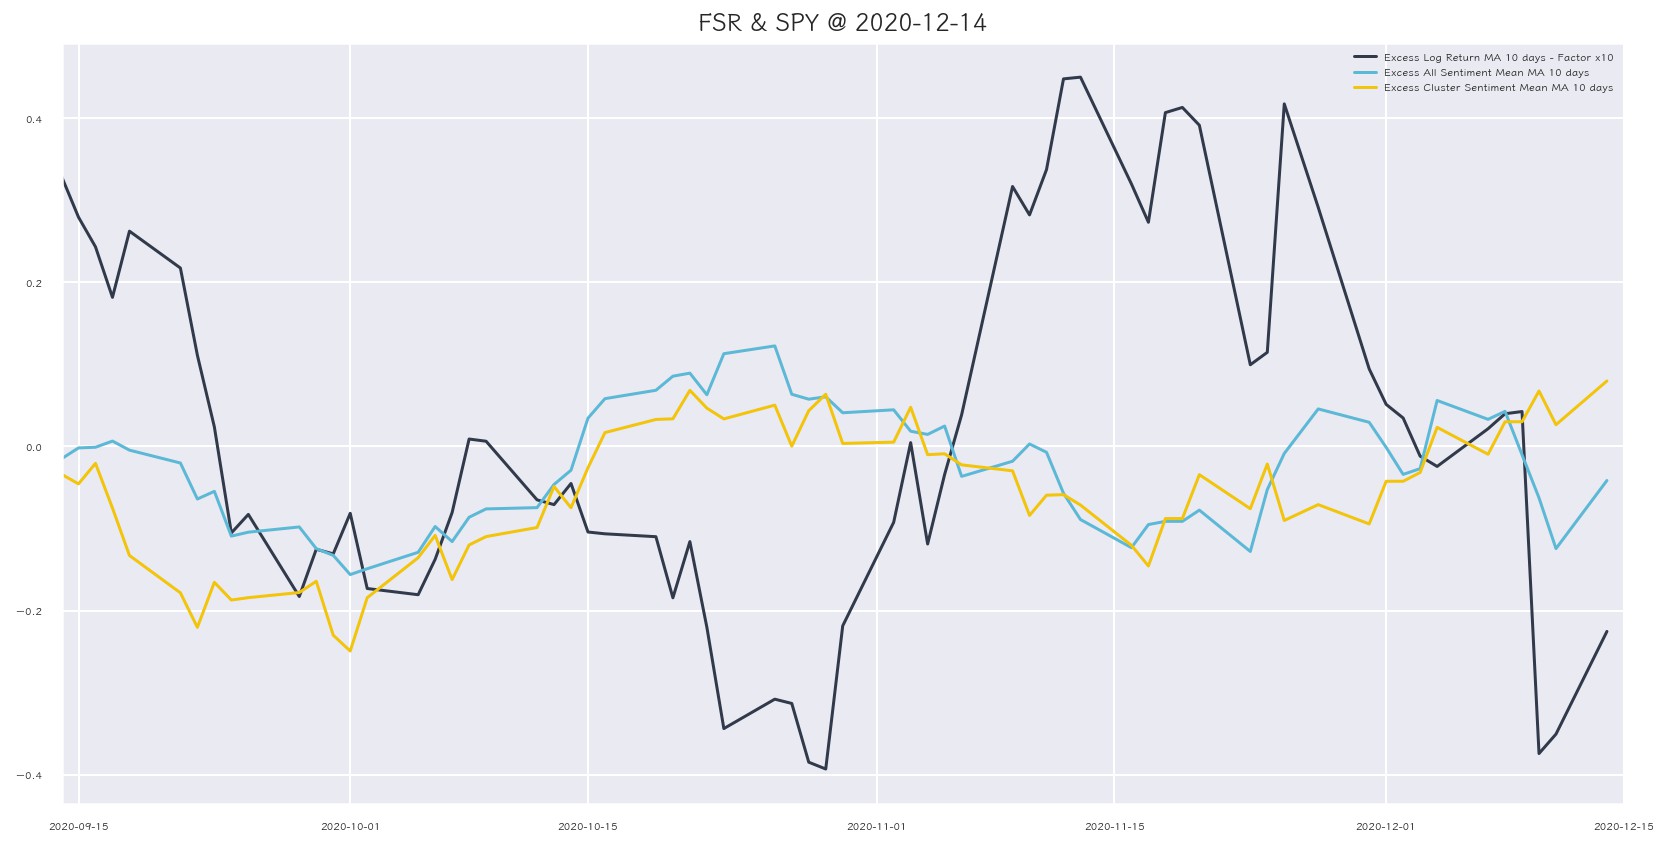 FSR & SPY @ 2020-12-14
Excess Log Return MA 10 days - Factor x10
Excess All Sentiment Mean MA 10 days
Excess Cluster Sentiment Mean MA 10 days
0.4
0.2
0.0
−0.2
−0.4
2020-09-15 2020-10-01 2020-10-15 2020-11-01 2020-11-15 2020-12-01 2020-12-15